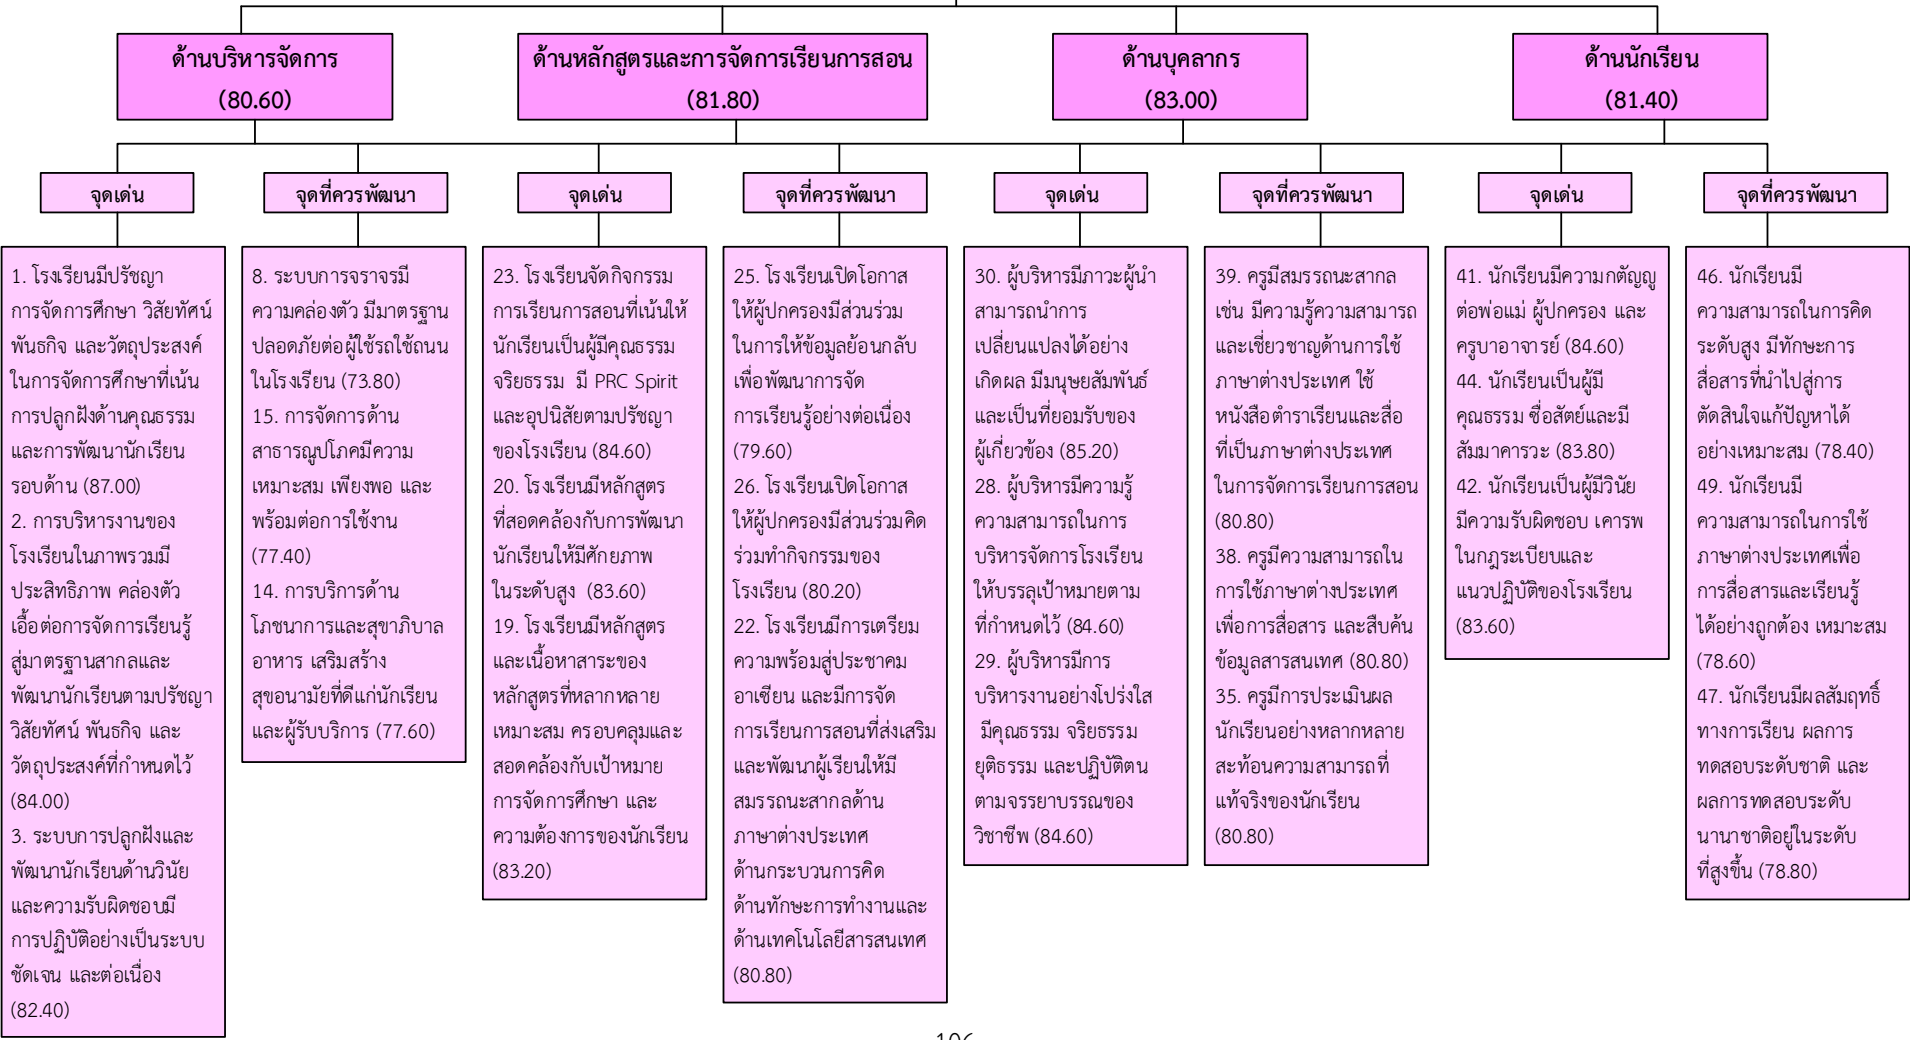 ด้านบริหารจัดการ
(80.60)
ด้านหลักสูตรและการจัดการเรียนการสอน
(81.80)
ด้านบุคลากร
(83.00)
ด้านนักเรียน
(81.40)
จุดเด่น
จุดที่ควรพัฒนา
จุดเด่น
จุดที่ควรพัฒนา
จุดเด่น
จุดที่ควรพัฒนา
จุดเด่น
จุดที่ควรพัฒนา
1. โรงเรียนมีปรัชญา
การจัดการศึกษา วิสัยทัศน์
พันธกิจ และวัตถุประสงค์
ในการจัดการศึกษาที่เน้น
การปลูกฝังด้านคุณธรรม
และการพัฒนานักเรียน
รอบด้าน (87.00)
2. การบริหารงานของ
โรงเรียนในภาพรวมมี
ประสิทธิภาพ คล่องตัว
เอื้อต่อการจัดการเรียนรู้
สู่มาตรฐานสากลและ
พัฒนานักเรียนตามปรัชญา
วิสัยทัศน์ พันธกิจ และ
วัตถุประสงค์ที่กำหนดไว้
(84.00)
3. ระบบการปลูกฝังและ
พัฒนานักเรียนด้านวินัย
และความรับผิดชอบมี
การปฏิบัติอย่างเป็นระบบ
ชัดเจน และต่อเนื่อง
(82.40)
8. ระบบการจราจรมี
ความคล่องตัว มีมาตรฐาน
ปลอดภัยต่อผู้ใช้รถใช้ถนน
ในโรงเรียน (73.80)
15. การจัดการด้าน
สาธารณูปโภคมีความ
เหมาะสม เพียงพอ และ
พร้อมต่อการใช้งาน
(77.40)
14. การบริการด้าน
โภชนาการและสุขาภิบาล
อาหาร เสริมสร้าง
สุขอนามัยที่ดีแก่นักเรียน
และผู้รับบริการ (77.60)
23. โรงเรียนจัดกิจกรรม
การเรียนการสอนที่เน้นให้
นักเรียนเป็นผู้มีคุณธรรม
จริยธรรม มี PRC Spirit
และอุปนิสัยตามปรัชญา
ของโรงเรียน (84.60)
20. โรงเรียนมีหลักสูตร
ที่สอดคล้องกับการพัฒนา
นักเรียนให้มีศักยภาพ
ในระดับสูง (83.60)
19. โรงเรียนมีหลักสูตร
และเนื้อหาสาระของ
หลักสูตรที่หลากหลาย
เหมาะสม ครอบคลุมและ
สอดคล้องกับเป้าหมาย
การจัดการศึกษา และ
ความต้องการของนักเรียน
(83.20)
25. โรงเรียนเปิดโอกาส
ให้ผู้ปกครองมีส่วนร่วม
ในการให้ข้อมูลย้อนกลับ
เพื่อพัฒนาการจัด
การเรียนรู้อย่างต่อเนื่อง
(79.60)
26. โรงเรียนเปิดโอกาส
ให้ผู้ปกครองมีส่วนร่วมคิด
ร่วมทำกิจกรรมของ
โรงเรียน (80.20)
22. โรงเรียนมีการเตรียม
ความพร้อมสู่ประชาคม
อาเซียน และมีการจัด
การเรียนการสอนที่ส่งเสริม
และพัฒนาผู้เรียนให้มี
สมรรถนะสากลด้าน
ภาษาต่างประเทศ
ด้านกระบวนการคิด
ด้านทักษะการทำงานและ
ด้านเทคโนโลยีสารสนเทศ
(80.80)
30. ผู้บริหารมีภาวะผู้นำ
สามารถนำการ
เปลี่ยนแปลงได้อย่าง
เกิดผล มีมนุษยสัมพันธ์
และเป็นที่ยอมรับของ
ผู้เกี่ยวข้อง (85.20)
28. ผู้บริหารมีความรู้
ความสามารถในการ
บริหารจัดการโรงเรียน
ให้บรรลุเป้าหมายตาม
ที่กำหนดไว้ (84.60)
29. ผู้บริหารมีการ
บริหารงานอย่างโปร่งใส
มีคุณธรรม จริยธรรม
ยุติธรรม และปฏิบัติตน
ตามจรรยาบรรณของ
วิชาชีพ (84.60)
39. ครูมีสมรรถนะสากล
เช่น มีความรู้ความสามารถ
และเชี่ยวชาญด้านการใช้
ภาษาต่างประเทศ ใช้
หนังสือตำราเรียนและสื่อ
ที่เป็นภาษาต่างประเทศ
ในการจัดการเรียนการสอน
(80.80)
38. ครูมีความสามารถใน
การใช้ภาษาต่างประเทศ
เพื่อการสื่อสาร และสืบค้น
ข้อมูลสารสนเทศ (80.80)
35. ครูมีการประเมินผล
นักเรียนอย่างหลากหลาย
สะท้อนความสามารถที่
แท้จริงของนักเรียน
(80.80)
41. นักเรียนมีความกตัญญู
ต่อพ่อแม่ ผู้ปกครอง และ
ครูบาอาจารย์ (84.60)
44. นักเรียนเป็นผู้มี
คุณธรรม ซื่อสัตย์และมี
สัมมาคารวะ (83.80)
42. นักเรียนเป็นผู้มีวินัย
มีความรับผิดชอบ เคารพ
ในกฎระเบียบและ
แนวปฏิบัติของโรงเรียน
(83.60)
46. นักเรียนมี
ความสามารถในการคิด
ระดับสูง มีทักษะการ
สื่อสารที่นำไปสู่การ
ตัดสินใจแก้ปัญหาได้
อย่างเหมาะสม (78.40)
49. นักเรียนมี
ความสามารถในการใช้
ภาษาต่างประเทศเพื่อ
การสื่อสารและเรียนรู้
ได้อย่างถูกต้อง เหมาะสม
(78.60)
47. นักเรียนมีผลสัมฤทธิ์
ทางการเรียน ผลการ
ทดสอบระดับชาติ และ
ผลการทดสอบระดับ
นานาชาติอยู่ในระดับ
ที่สูงขึ้น (78.80)
106